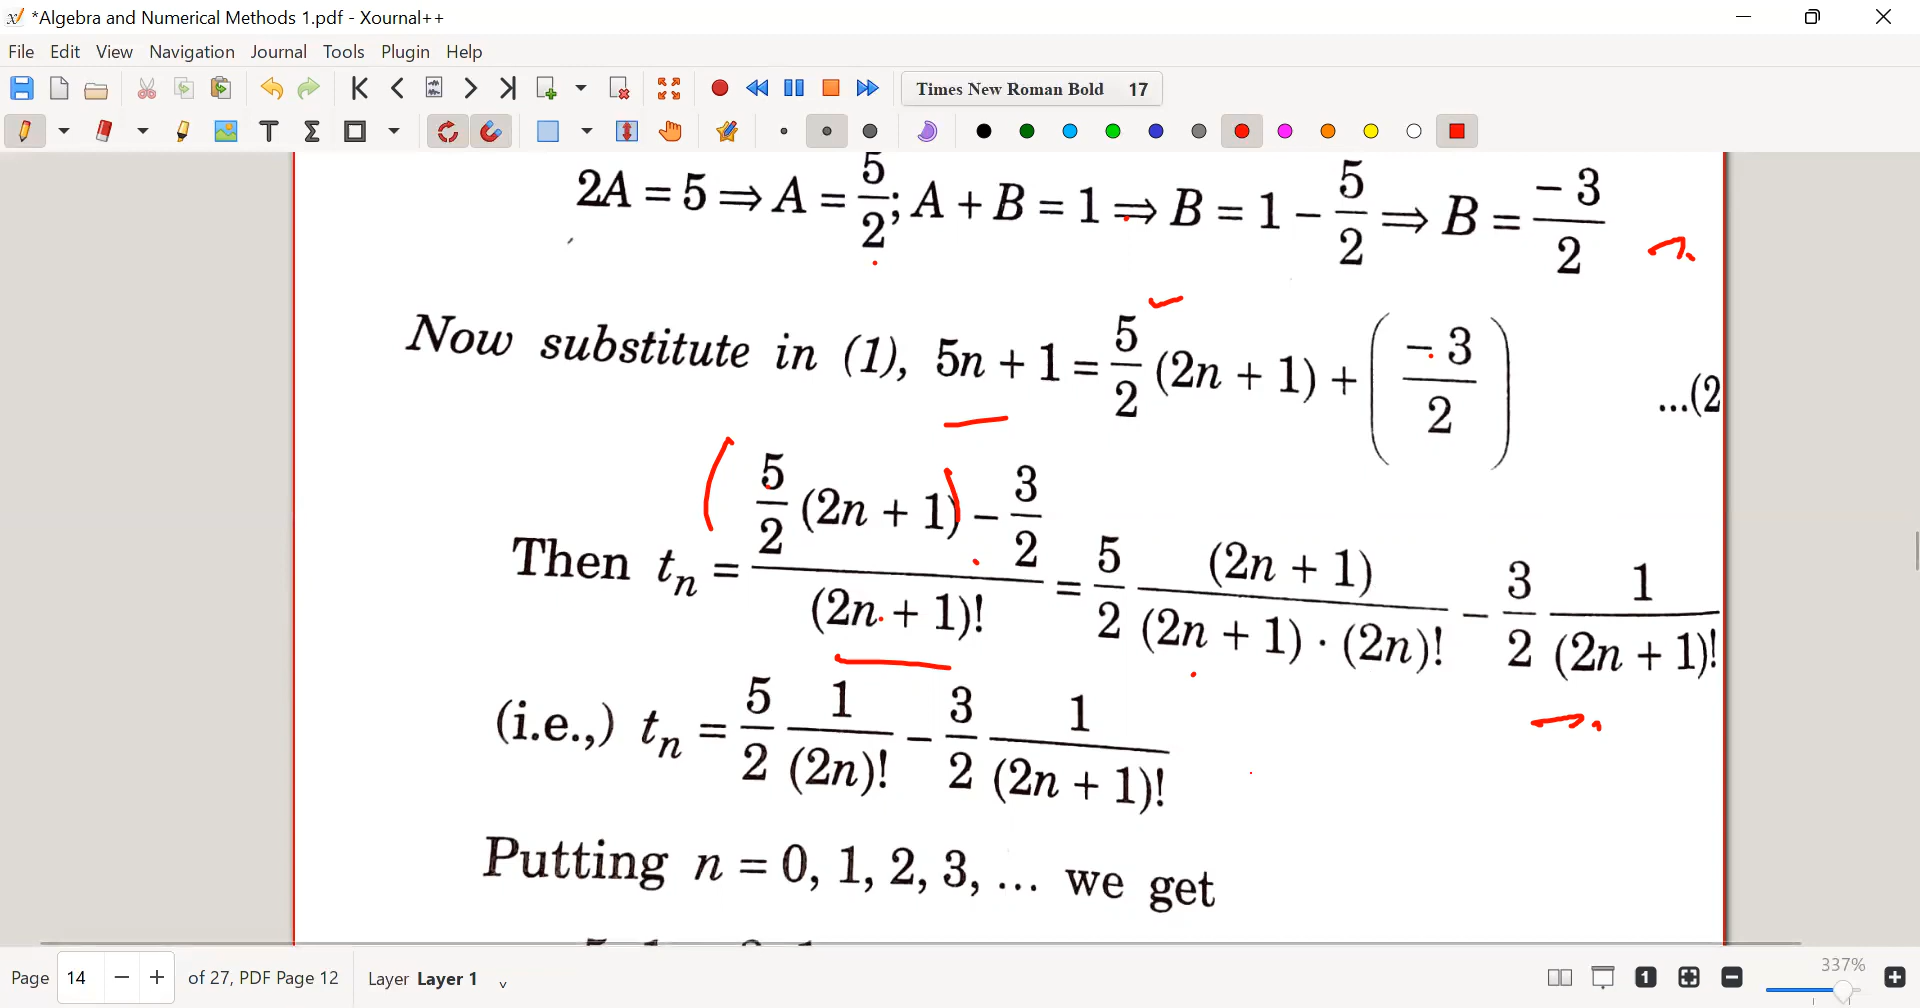 *Algebra and Numerical Methods 1.pdf - Xournal++
File Edit View Navigation Journal Tools Plugin Help
Times New Roman Bold 17
2A = 5 ⇒ A = 5/2; A + B = 1 ⇒ B = 1 − 5/2 ⇒ B = −3/2
Now substitute in (1), 5n + 1 = 5/2 (2n + 1) + (−3/2) ...(2
Then tₙ = (5/2 (2n + 1) − 3/2)/(2n + 1)! = 5/2 (2n + 1)/((2n + 1) · (2n)!) − 3/2 1/(2n + 1)!
(i.e.,) tₙ = 5/2 1/(2n)! − 3/2 1/(2n + 1)!
Putting n = 0, 1, 2, 3, ... we get
Page 14 of 27, PDF Page 12 Layer Layer 1 337%